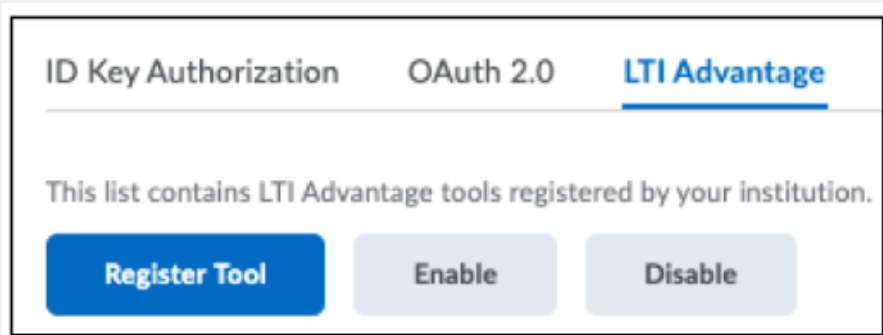 ID Key Authorization OAuth 2.0 LTI Advantage
This list contains LTI Advantage tools registered by your institution.
Register Tool Enable Disable